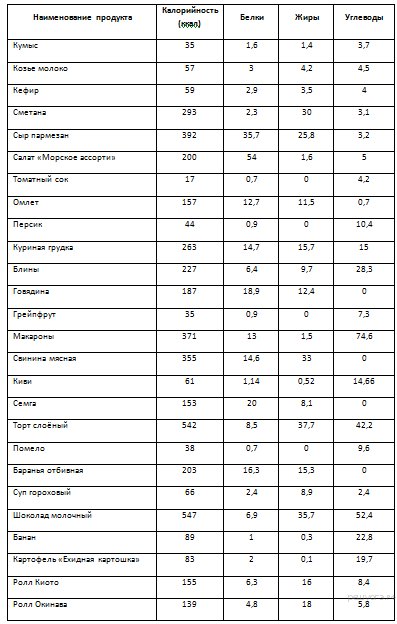 Наименование продукта Калорийность (ккал) Белки Жиры Углеводы
Кумыс 35 1,6 1,4 3,7
Козье молоко 57 3 4,2 4,5
Кефир 59 2,9 3,5 4
Сметана 293 2,3 30 3,1
Сыр пармезан 392 35,7 25,8 3,2
Салат «Морское ассорти» 200 54 1,6 5
Томатный сок 17 0,7 0 4,2
Омлет 157 12,7 11,5 0,7
Персик 44 0,9 0 10,4
Куриная грудка 263 14,7 15,7 15
Блины 227 6,4 9,7 28,3
Говядина 187 18,9 12,4 0
Грейпфрут 35 0,9 0 7,3
Макароны 371 13 1,5 74,6
Свинина мясная 355 14,6 33 0
Киви 61 1,14 0,52 14,66
Семга 153 20 8,1 0
Торт слоёный 542 8,5 37,7 42,2
Помело 38 0,7 0 9,6
Баранья отбивная 203 16,3 15,3 0
Суп гороховый 66 2,4 8,9 2,4
Шоколад молочный 547 6,9 35,7 52,4
Банан 89 1 0,3 22,8
Картофель «Ехидная картошка» 83 2 0,1 19,7
Ролл Киото 155 6,3 16 8,4
Ролл Окинава 139 4,8 18 5,8